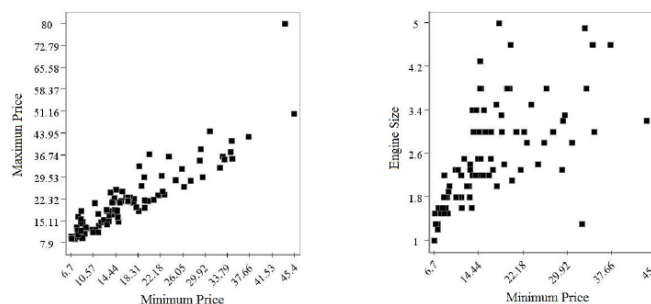 Maximun Price
80
72.79
65.58
58.37
51.16
43.95
36.74
29.53
22.32
15.11
7.9
6.7 10.57 14.44 18.31 22.18 26.05 29.92 33.79 37.66 41.53 45.4
Minimum Price
Engine Size
5
4.2
3.4
2.6
1.8
1
6.7 14.44 22.18 29.92 37.66 45
Minimum Price